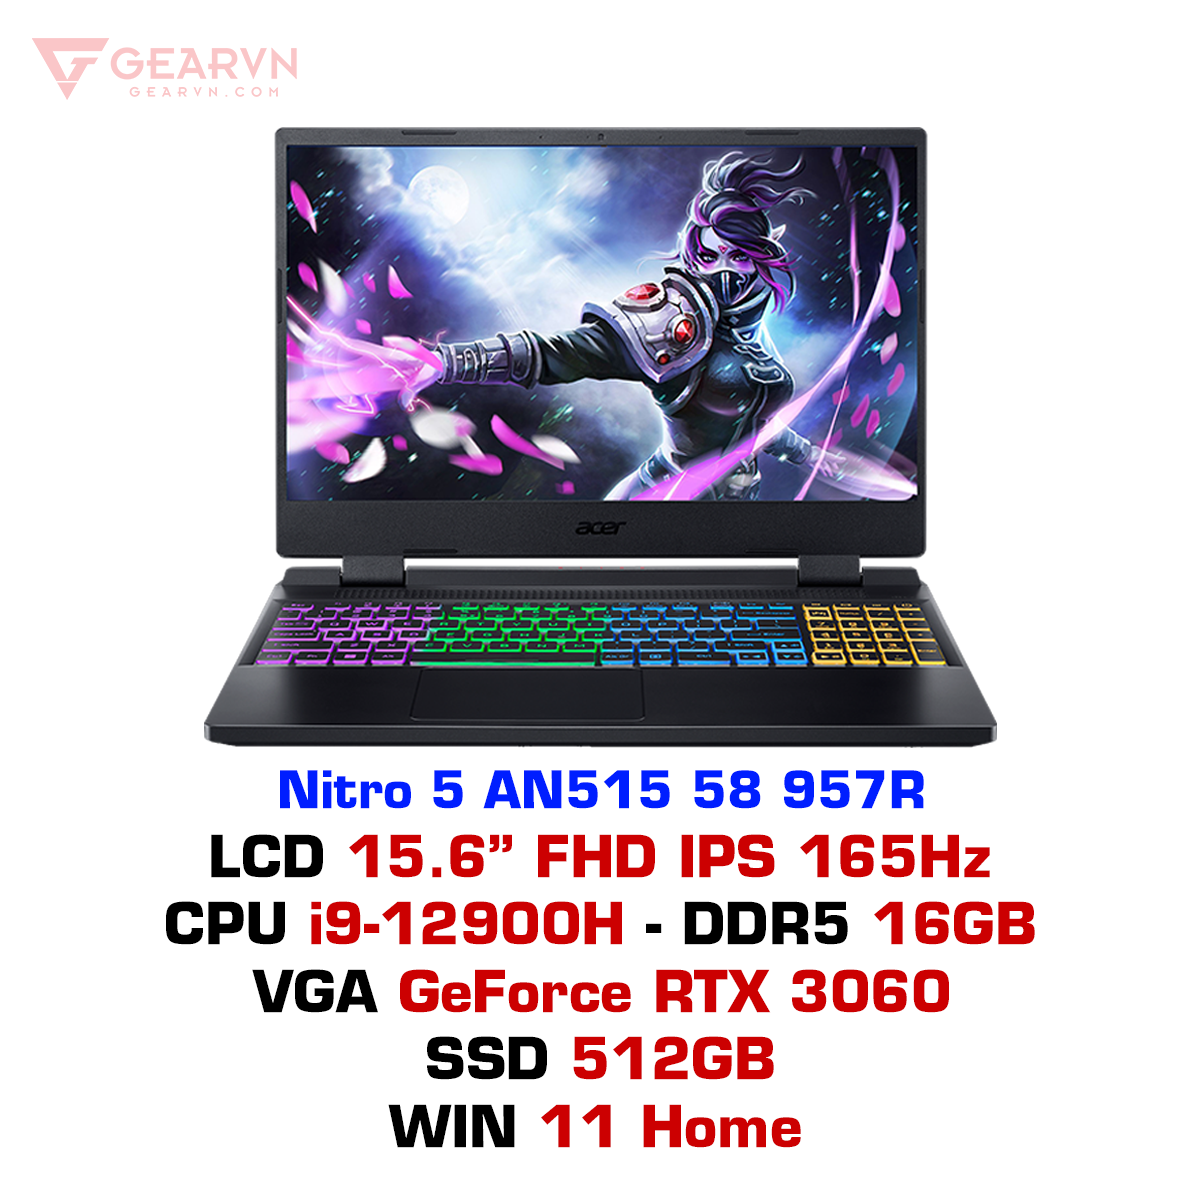 GEARVN
GEARVN.COM
acer
Nitro 5 AN515 58 957R
LCD 15.6” FHD IPS 165Hz
CPU i9-12900H - DDR5 16GB
VGA GeForce RTX 3060
SSD 512GB
WIN 11 Home